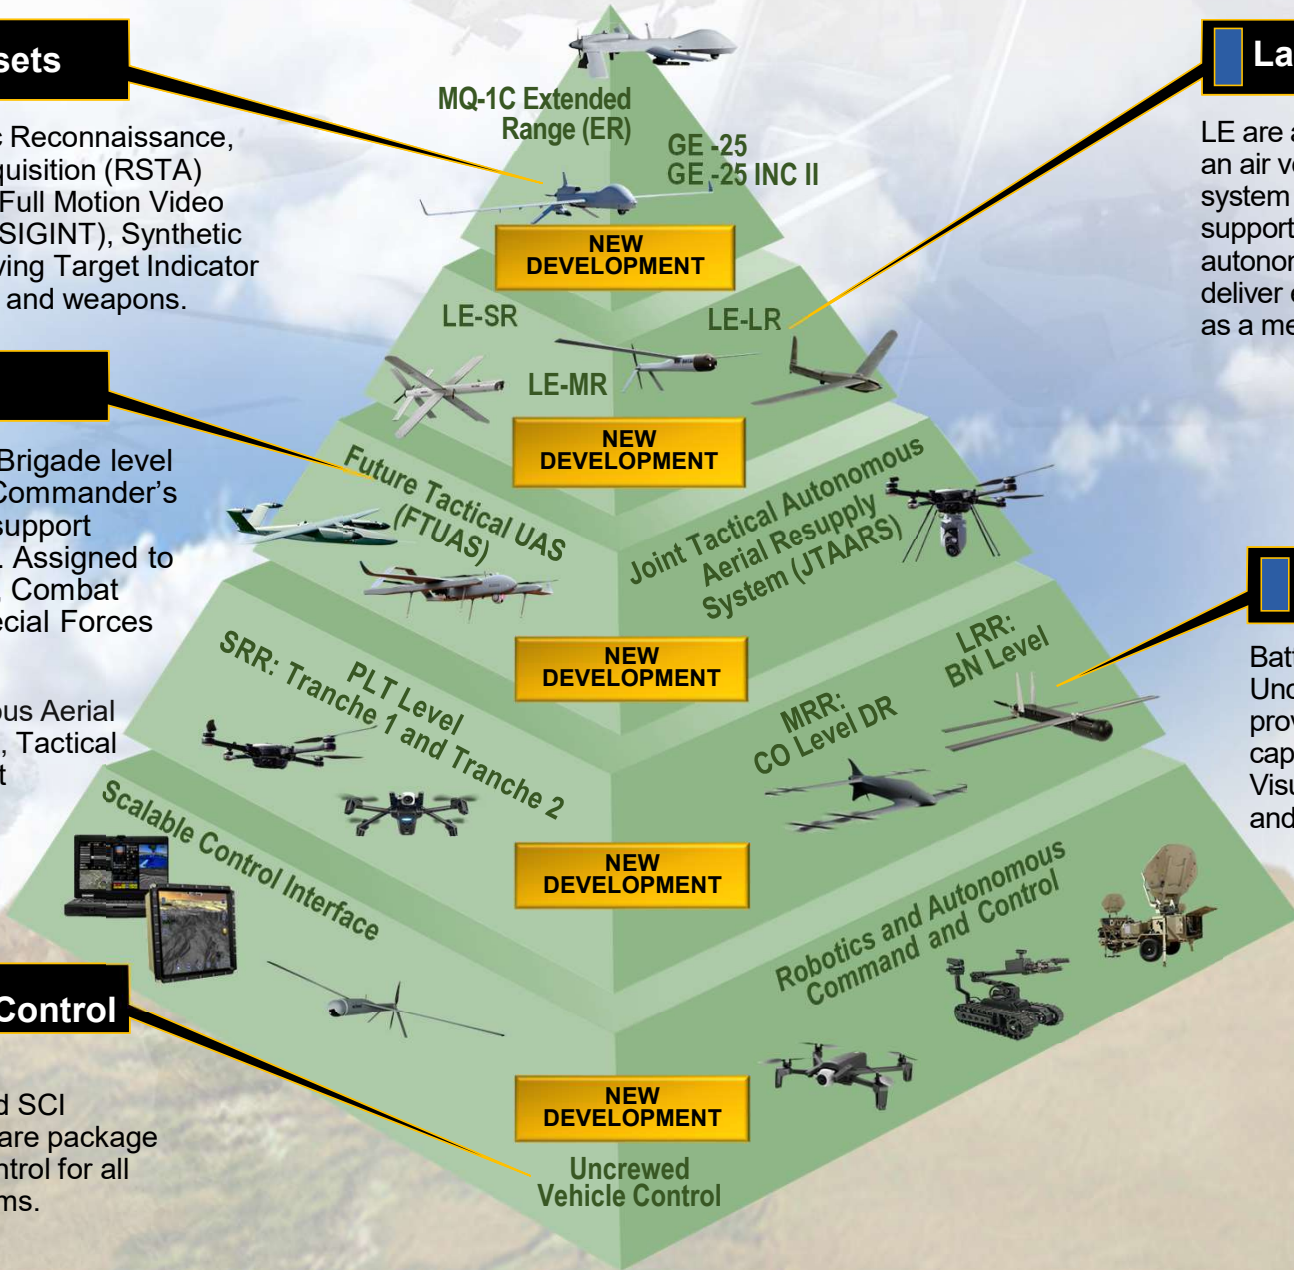 sets
c Reconnaissance,
quisition (RSTA)
Full Motion Video
SIGINT), Synthetic
ving Target Indicator
and weapons.
Brigade level
Commander's
support
. Assigned to
, Combat
ecial Forces
ous Aerial
, Tactical
t
Control
d SCI
are package
ntrol for all
ms.
MQ-1C Extended
Range (ER)
GE -25
GE -25 INC II
NEW
DEVELOPMENT
LE-SR
LE-LR
LE-MR
NEW
DEVELOPMENT
Future Tactical UAS
(FTUAS)
Joint Tactical Autonomous
Aerial Resupply
System (JTAARS)
NEW
DEVELOPMENT
PLT Level
SRR: Tranche 1 and Tranche 2
LRR:
BN Level
MRR:
CO Level DR
NEW
DEVELOPMENT
Scalable Control Interface
Robotics and Autonomous
Command and Control
NEW
DEVELOPMENT
Uncrewed
Vehicle Control
La
LE are a
an air ve
system
support
autonor
deliver e
as a me
Batt
Unc
prov
cap
Visu
and